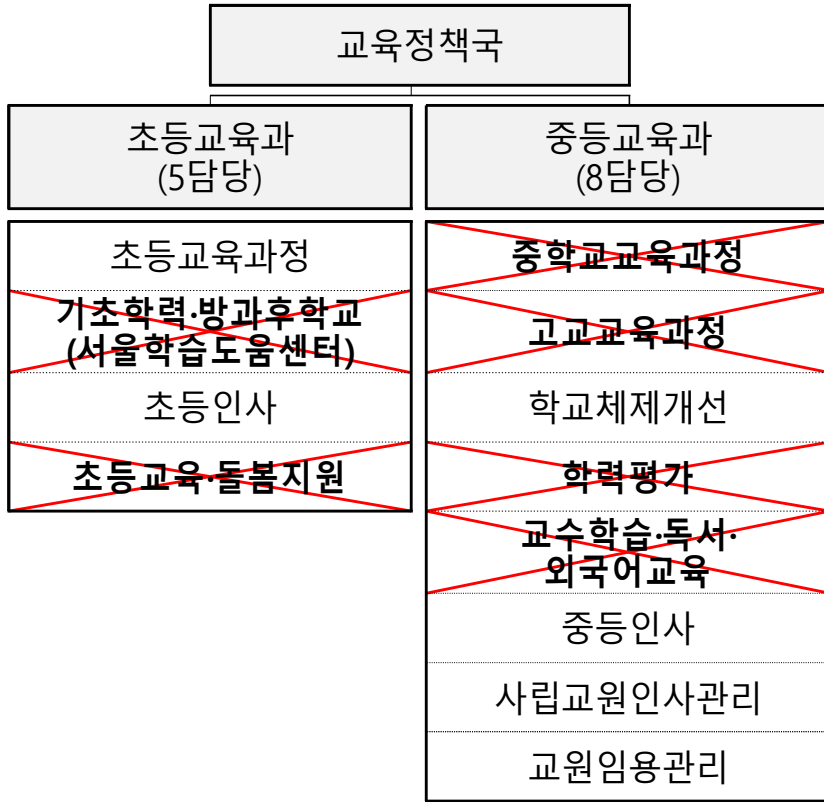 교육정책국
초등교육과
(5담당)
중등교육과
(8담당)
초등교육과정
기초학력·방과후학교
(서울학습도움센터)
초등인사
초등교육·돌봄지원
중학교교육과정
고교교육과정
학교체제개선
학력평가
교수학습·독서·
외국어교육
중등인사
사립교원인사관리
교원임용관리